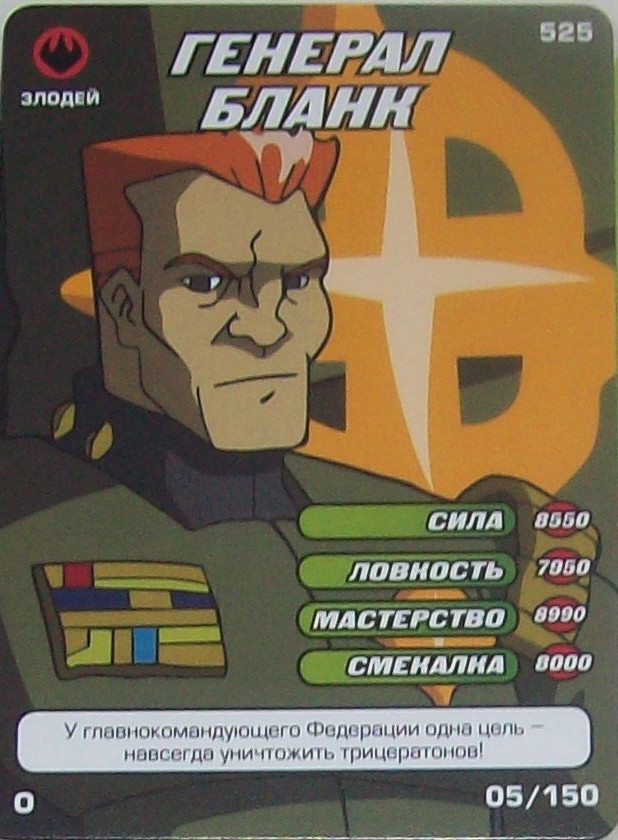 525
ЗЛОДЕЙ
ГЕНЕРАЛ
БЛАНК
СИЛА 8550
ЛОВКОСТЬ 7950
МАСТЕРСТВО 8990
СМЕКАЛКА 8000
У главнокомандующего Федерации одна цель –
навсегда уничтожить трицератонов!
0
05/150